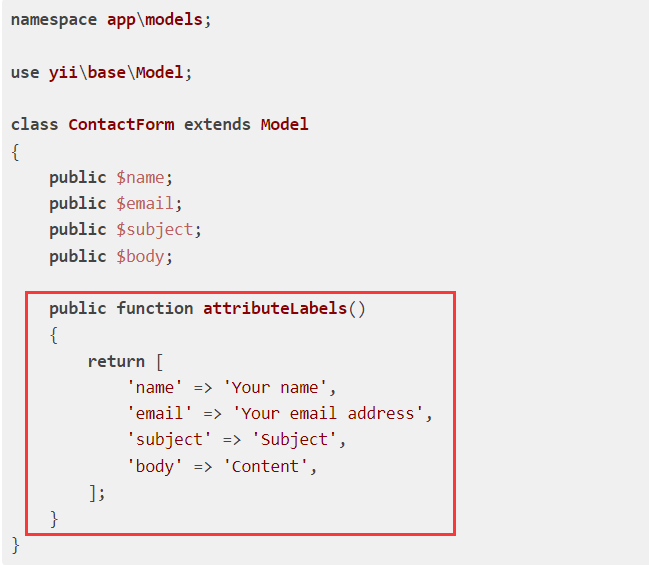 namespace app\models;
use yii\base\Model;
class ContactForm extends Model
{
    public $name;
    public $email;
    public $subject;
    public $body;
    public function attributeLabels()
    {
        return [
            'name' => 'Your name',
            'email' => 'Your email address',
            'subject' => 'Subject',
            'body' => 'Content',
        ];
    }
}